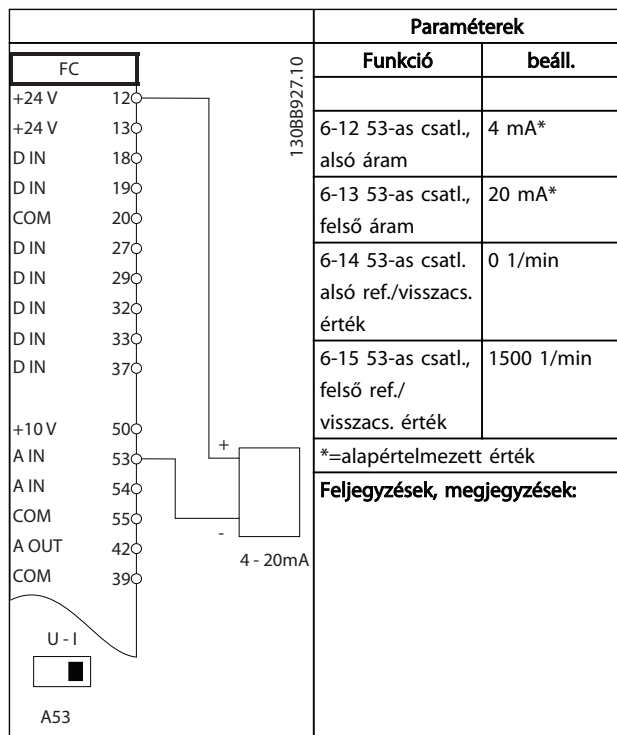 FC
+24 V 12
+24 V 13
D IN 18
D IN 19
COM 20
D IN 27
D IN 29
D IN 32
D IN 33
D IN 37
+10 V 50
A IN 53
A IN 54
COM 55
A OUT 42
COM 39
U - I
A53
+
-
4 - 20mA
130BB927.10
Paraméterek
Funkció beáll.
6-12 53-as csatl., 4 mA*
alsó áram
6-13 53-as csatl., 20 mA*
felső áram
6-14 53-as csatl. 0 1/min
alsó ref./visszacs.
érték
6-15 53-as csatl., 1500 1/min
felső ref./
visszacs. érték
*=alapértelmezett érték
Feljegyzések, megjegyzések: